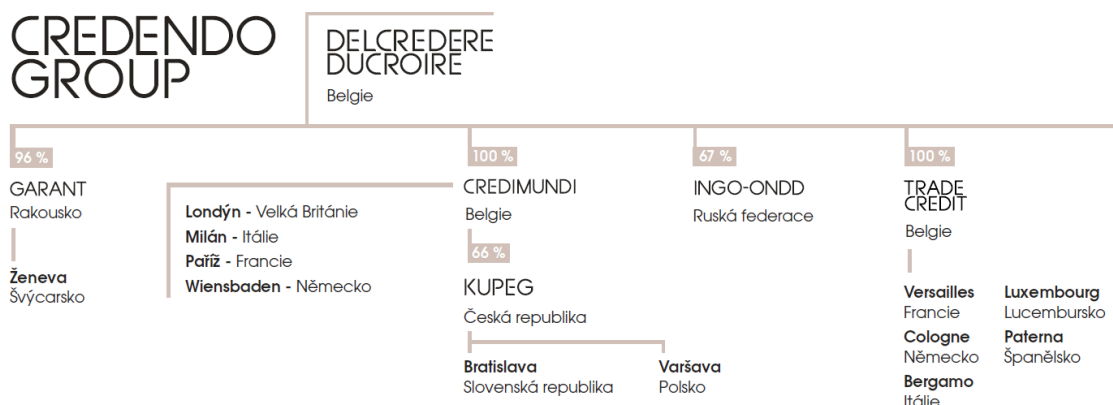 CREDENDO
GROUP
DELCREDERE
DUCROIRE
Belgie
96 %
GARANT
Rakousko
Ženeva
Švýcarsko
Londýn - Velká Británie
Milán - Itálie
Paříž - Francie
Wiensbaden - Německo
100 %
CREDIMUNDI
Belgie
66 %
KUPEG
Česká republika
Bratislava
Slovenská republika
Varšava
Polsko
67 %
INGO-ONDD
Ruská federace
100 %
TRADE
CREDIT
Belgie
Versailles
Francie
Cologne
Německo
Bergamo
Itálie
Luxembourg
Lucembursko
Paterna
Španělsko